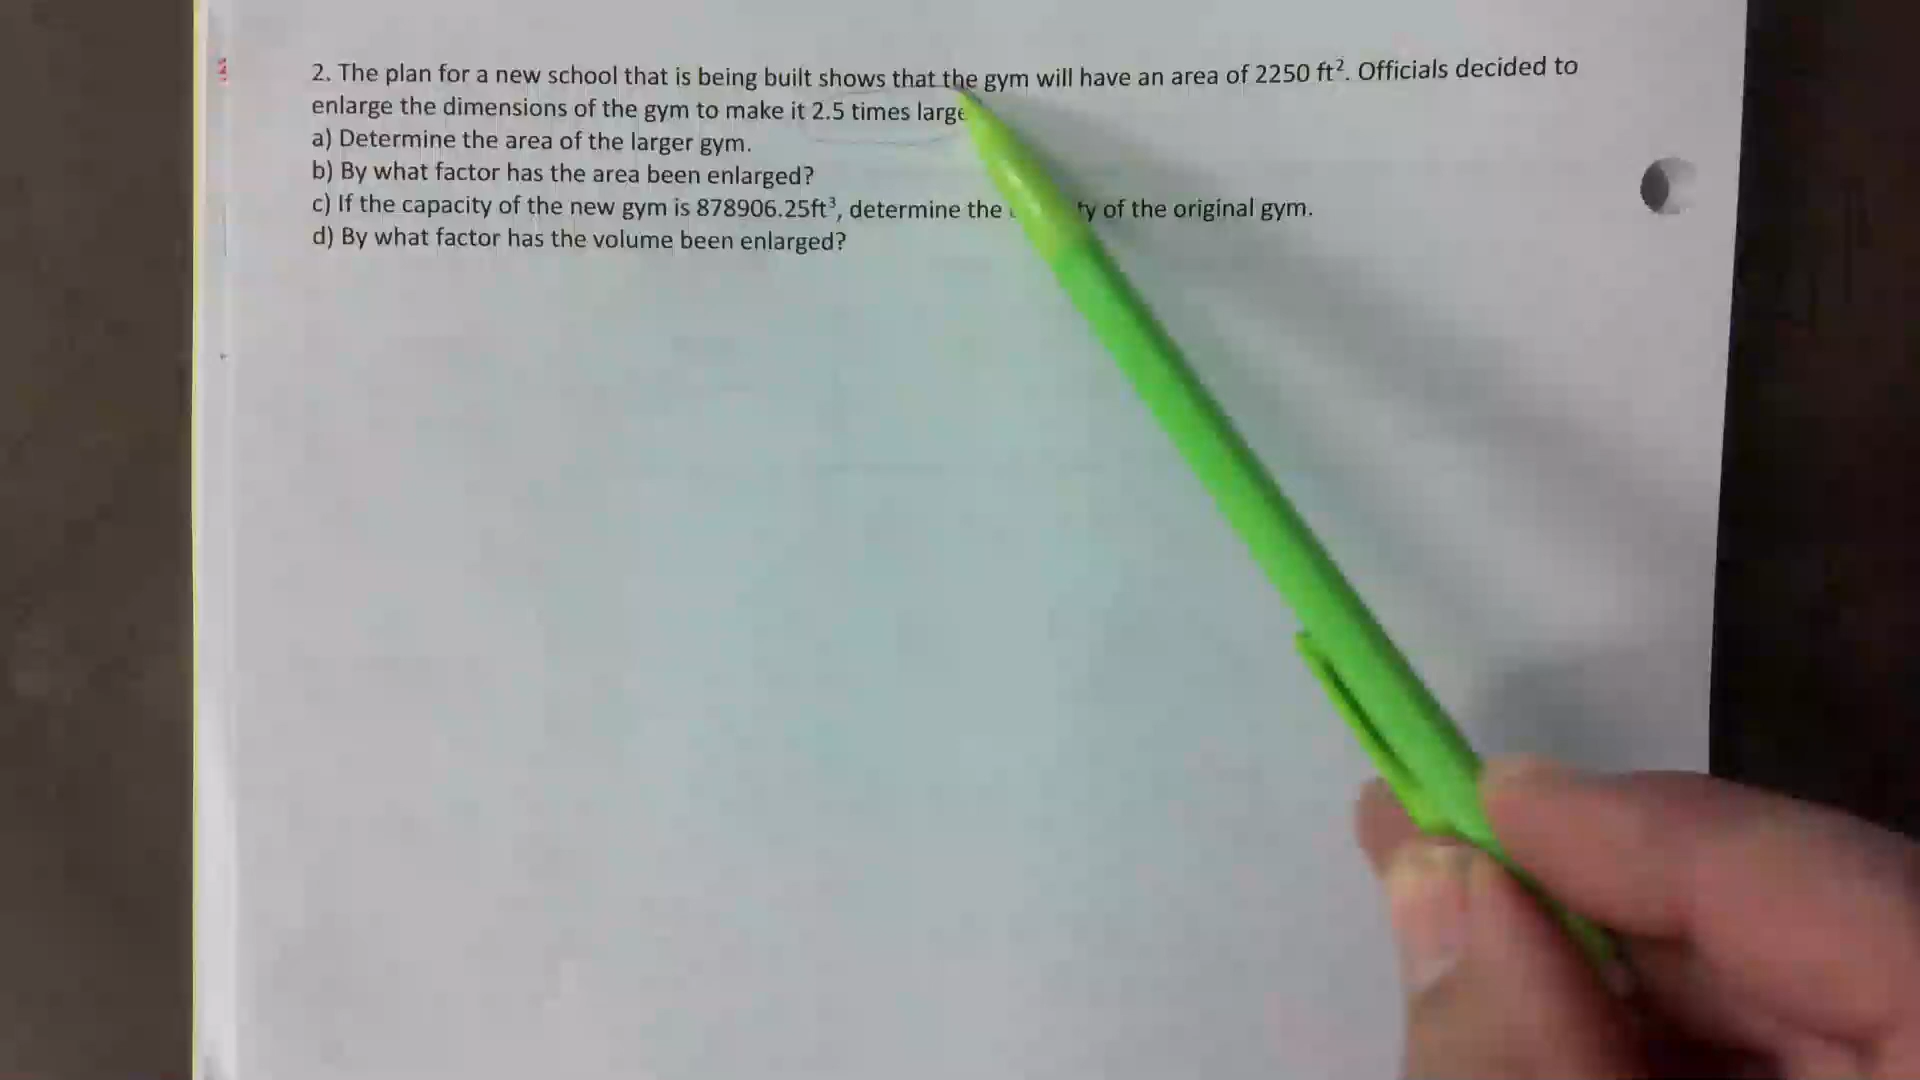 2. The plan for a new school that is being built shows that the gym will have an area of 2250 ft². Officials decided to
enlarge the dimensions of the gym to make it 2.5 times large
a) Determine the area of the larger gym.
b) By what factor has the area been enlarged?
c) If the capacity of the new gym is 878906.25ft³, determine the ty of the original gym.
d) By what factor has the volume been enlarged?